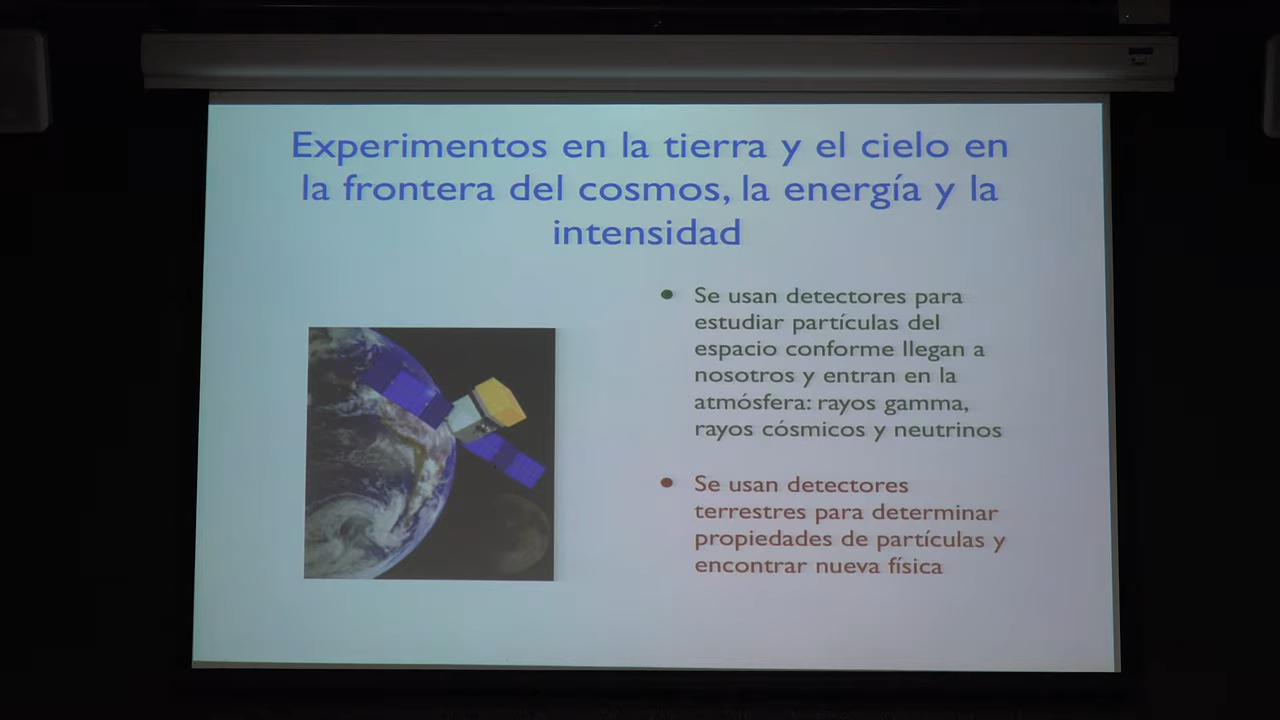 Experimentos en la tierra y el cielo en
la frontera del cosmos, la energía y la
intensidad
• Se usan detectores para
estudiar partículas del
espacio conforme llegan a
nosotros y entran en la
atmósfera: rayos gamma,
rayos cósmicos y neutrinos
• Se usan detectores
terrestres para determinar
propiedades de partículas y
encontrar nueva física